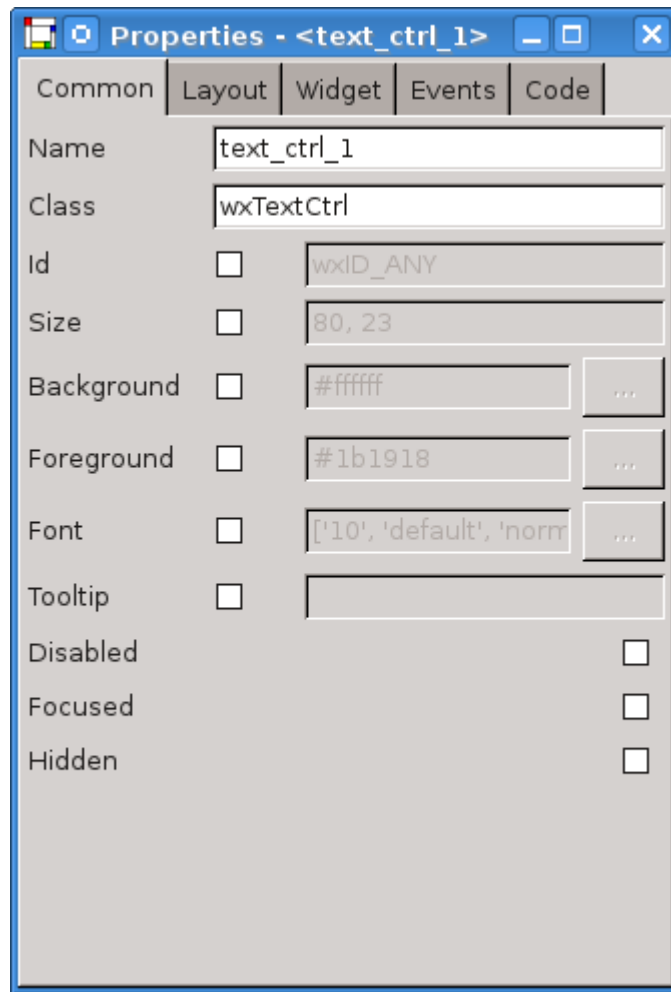 Properties - <text_ctrl_1>
Common Layout Widget Events Code
Name text_ctrl_1
Class wxTextCtrl
Id wxID_ANY
Size 80, 23
Background #ffffff ...
Foreground #1b1918 ...
Font ['10', 'default', 'norm ...
Tooltip
Disabled
Focused
Hidden